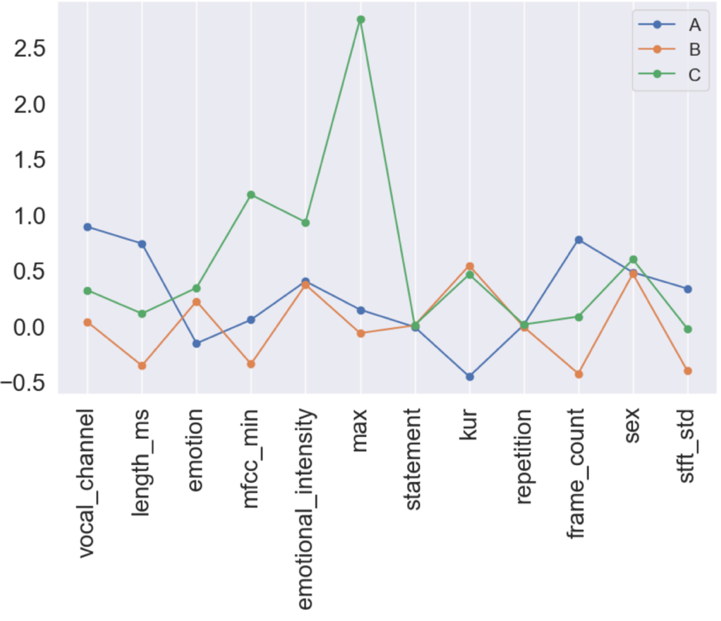 2.5
2.0
1.5
1.0
0.5
0.0
−0.5
A
B
C
vocal_channel
length_ms
emotion
mfcc_min
emotional_intensity
max
statement
kur
repetition
frame_count
sex
stft_std